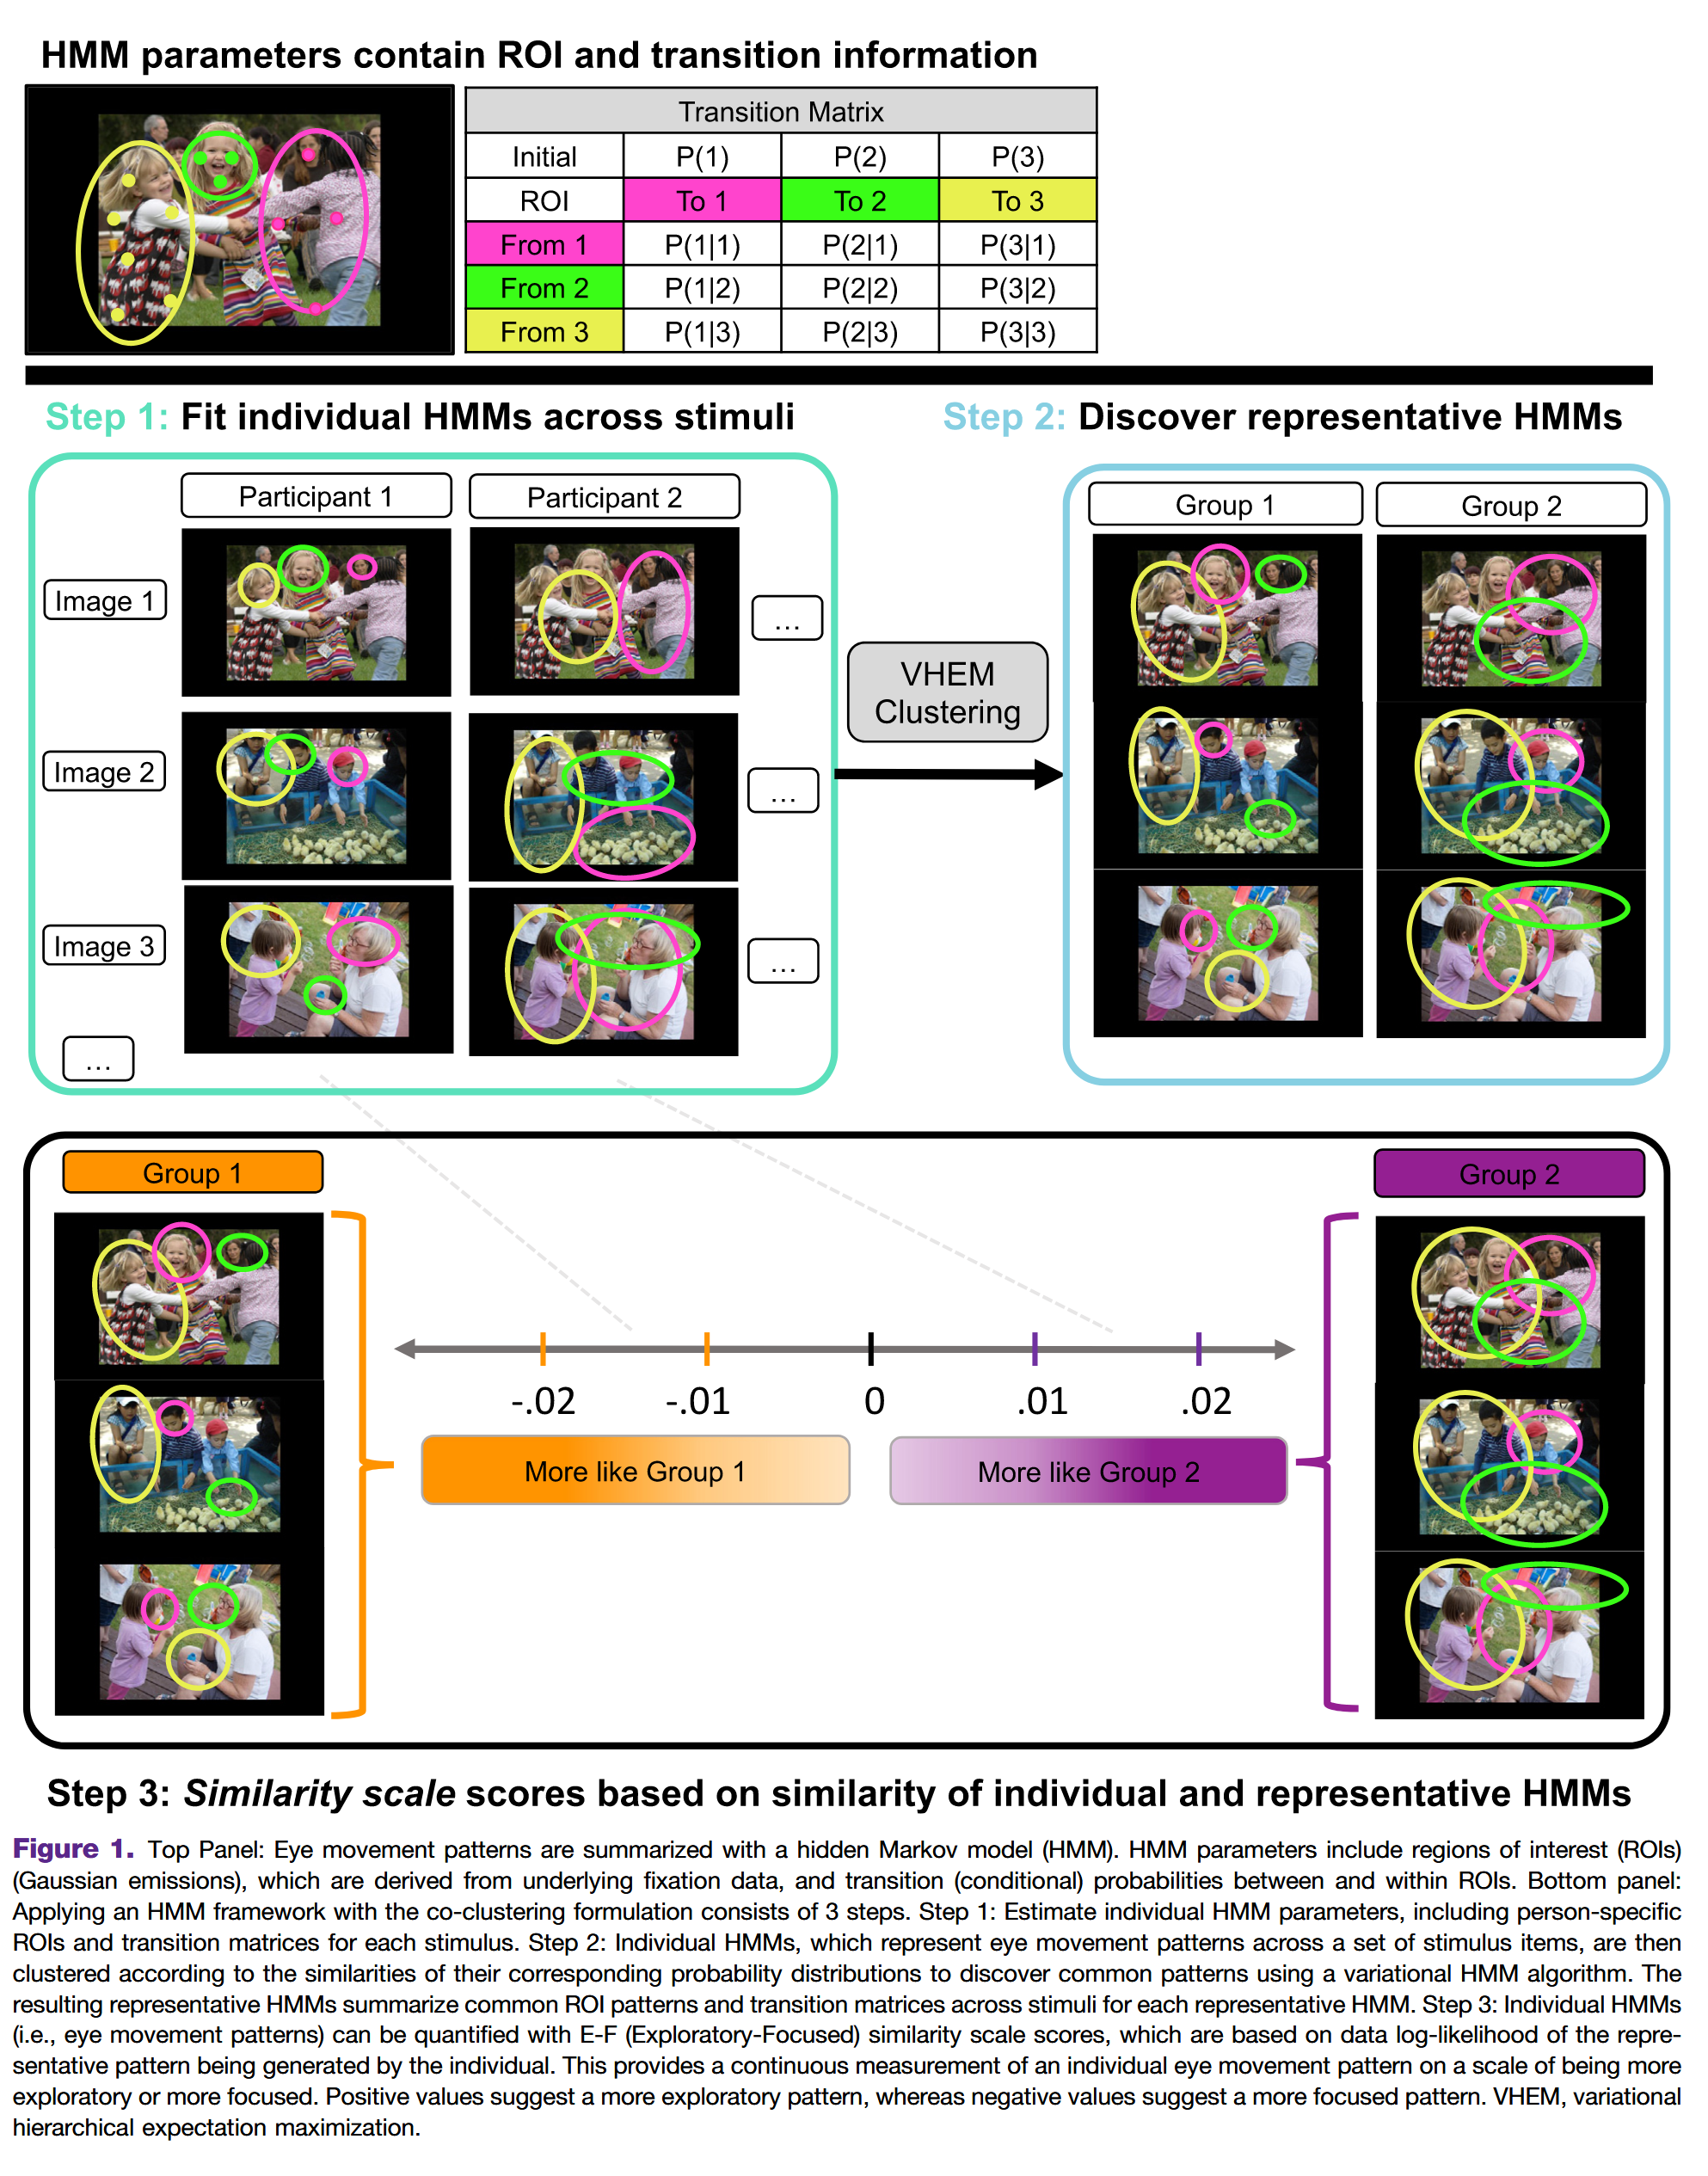 HMM parameters contain ROI and transition information
Transition Matrix
Initial P(1) P(2) P(3)
ROI To 1 To 2 To 3
From 1 P(1|1) P(2|1) P(3|1)
From 2 P(1|2) P(2|2) P(3|2)
From 3 P(1|3) P(2|3) P(3|3)
Step 1: Fit individual HMMs across stimuli
Participant 1 Participant 2
Image 1
...
Image 2
...
Image 3
...
...
VHEM
Clustering
Step 2: Discover representative HMMs
Group 1 Group 2
Group 1
Group 2
-.02 -.01 0 .01 .02
More like Group 1
More like Group 2
Step 3: Similarity scale scores based on similarity of individual and representative HMMs
Figure 1. Top Panel: Eye movement patterns are summarized with a hidden Markov model (HMM). HMM parameters include regions of interest (ROIs)
(Gaussian emissions), which are derived from underlying fixation data, and transition (conditional) probabilities between and within ROIs. Bottom panel:
Applying an HMM framework with the co-clustering formulation consists of 3 steps. Step 1: Estimate individual HMM parameters, including person-specific
ROIs and transition matrices for each stimulus. Step 2: Individual HMMs, which represent eye movement patterns across a set of stimulus items, are then
clustered according to the similarities of their corresponding probability distributions to discover common patterns using a variational HMM algorithm. The
resulting representative HMMs summarize common ROI patterns and transition matrices across stimuli for each representative HMM. Step 3: Individual HMMs
(i.e., eye movement patterns) can be quantified with E-F (Exploratory-Focused) similarity scale scores, which are based on data log-likelihood of the repre-
sentative pattern being generated by the individual. This provides a continuous measurement of an individual eye movement pattern on a scale of being more
exploratory or more focused. Positive values suggest a more exploratory pattern, whereas negative values suggest a more focused pattern. VHEM, variational
hierarchical expectation maximization.